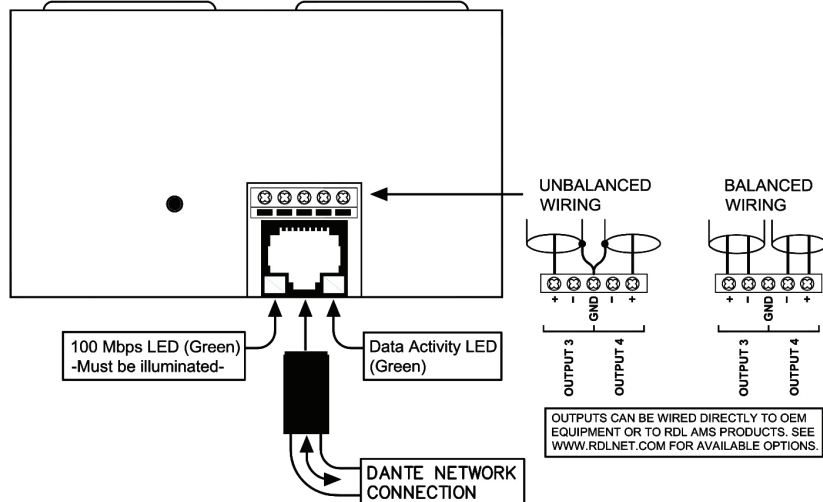 UNBALANCED
WIRING
BALANCED
WIRING
+ - GND - +
+ - GND - +
OUTPUT 3
OUTPUT 4
OUTPUT 3
OUTPUT 4
100 Mbps LED (Green)
-Must be illuminated-
Data Activity LED
(Green)
OUTPUTS CAN BE WIRED DIRECTLY TO OEM
EQUIPMENT OR TO RDL AMS PRODUCTS. SEE
WWW.RDLNET.COM FOR AVAILABLE OPTIONS.
DANTE NETWORK
CONNECTION